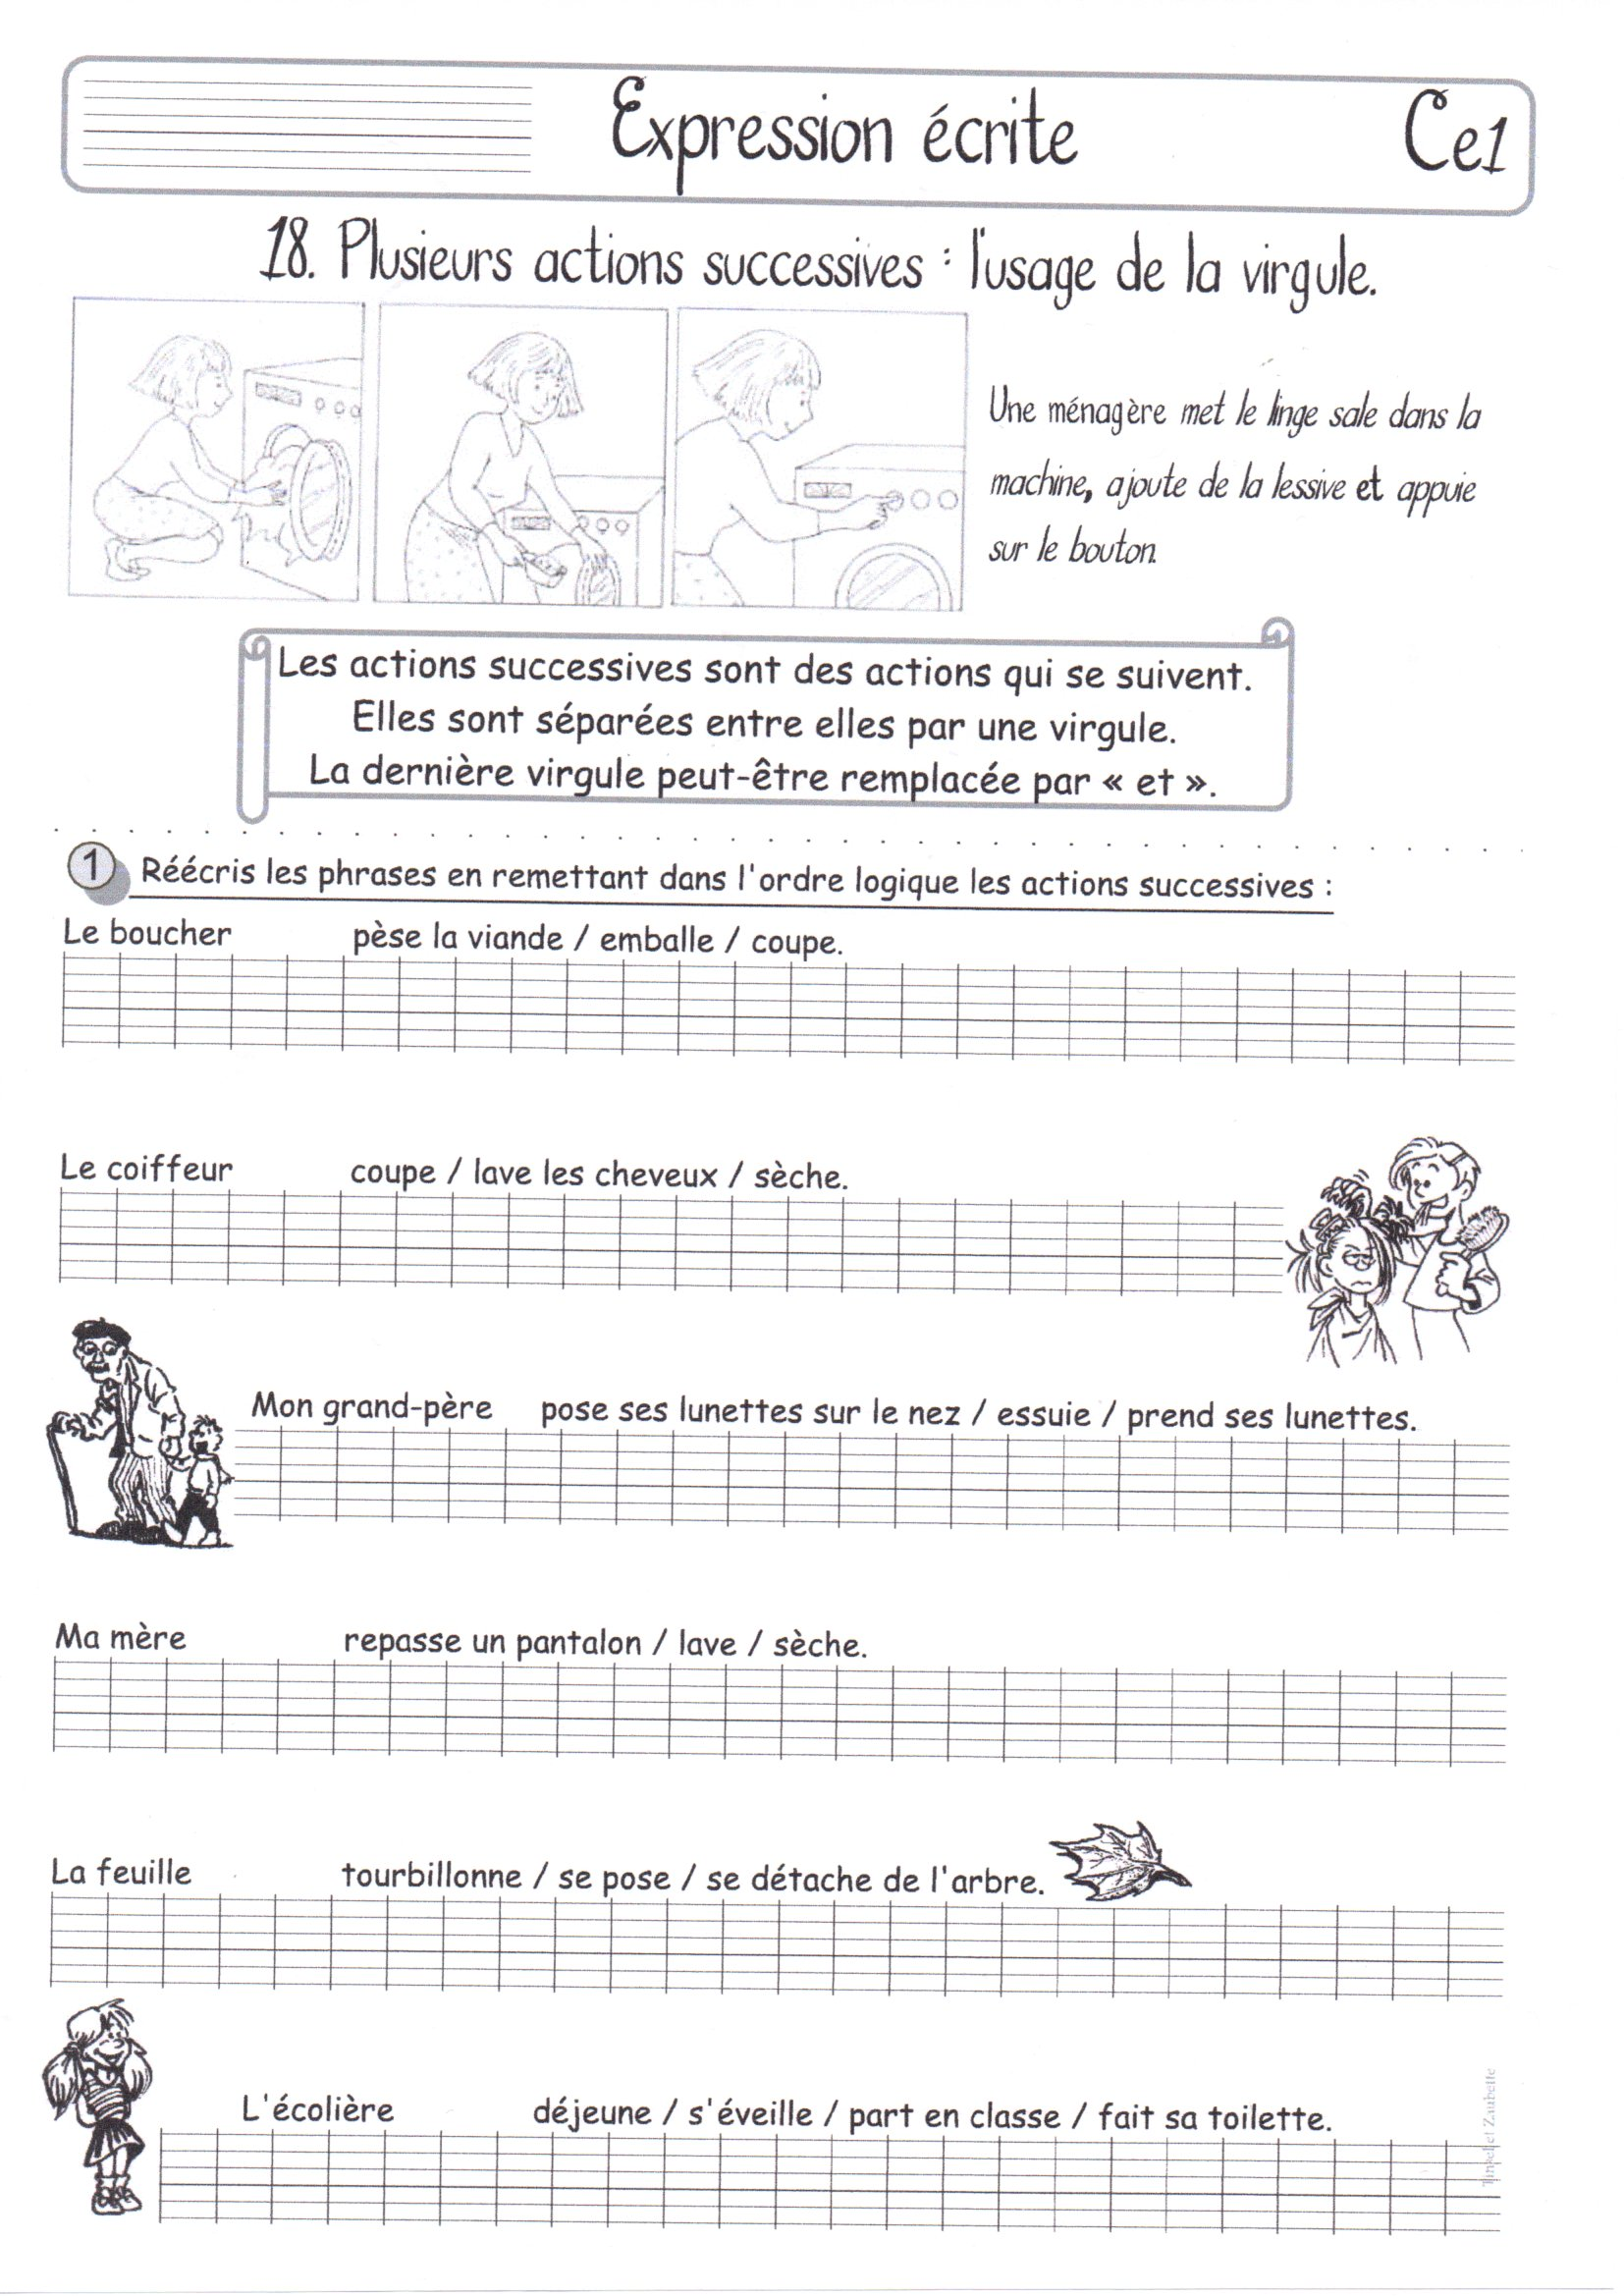 Expression écrite
Ce1
18. Plusieurs actions successives : l'usage de la virgule.
Une ménagère met le linge sale dans la
machine, ajoute de la lessive et appuie
sur le bouton.
Les actions successives sont des actions qui se suivent.
Elles sont séparées entre elles par une virgule.
La dernière virgule peut-être remplacée par « et ».
1 Réécris les phrases en remettant dans l'ordre logique les actions successives :
Le boucher pèse la viande / emballe / coupe.
Le coiffeur coupe / lave les cheveux / sèche.
Mon grand-père pose ses lunettes sur le nez / essuie / prend ses lunettes.
Ma mère repasse un pantalon / lave / sèche.
La feuille tourbillonne / se pose / se détache de l'arbre.
L'écolière déjeune / s'éveille / part en classe / fait sa toilette.